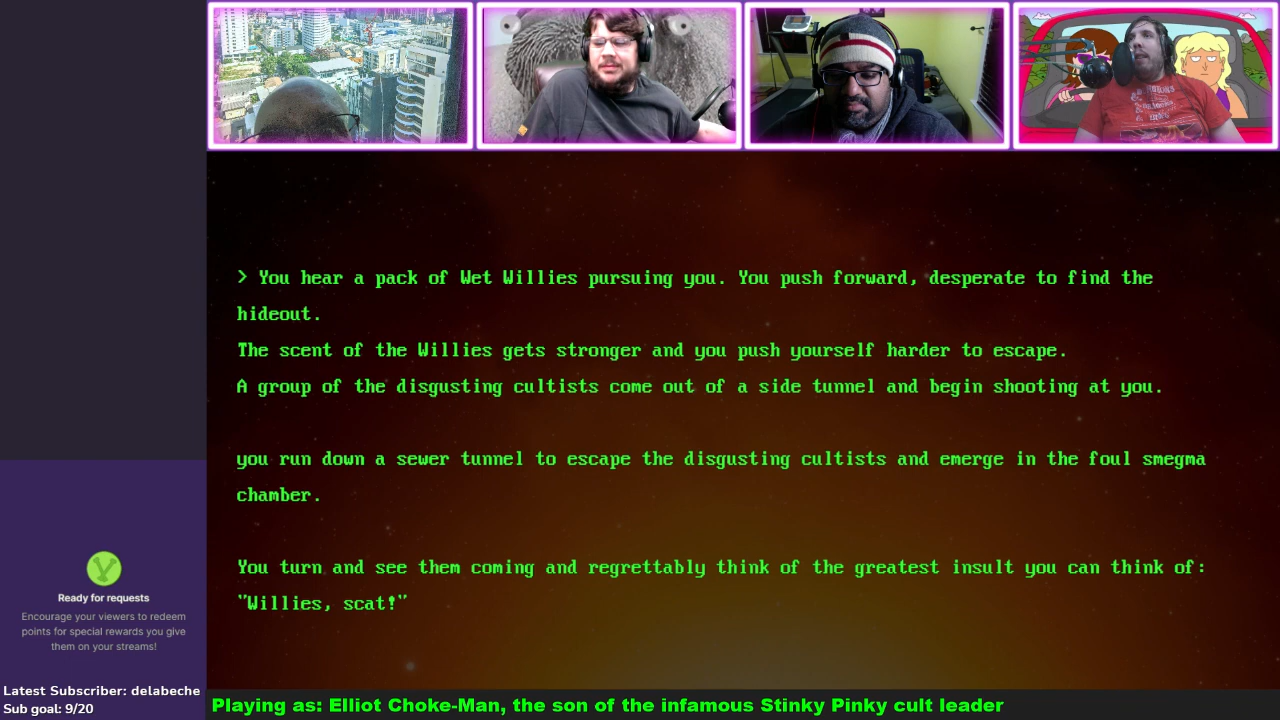 > You hear a pack of Wet Willies pursuing you. You push forward, desperate to find the
hideout.
The scent of the Willies gets stronger and you push yourself harder to escape.
A group of the disgusting cultists come out of a side tunnel and begin shooting at you.
you run down a sewer tunnel to escape the disgusting cultists and emerge in the foul smegma
chamber.
You turn and see them coming and regrettably think of the greatest insult you can think of:
"Willies, scat!"
Ready for requests
Encourage your viewers to redeem
points for special rewards you give
them on your streams!
Latest Subscriber: delabeche
Sub goal: 9/20
Playing as: Elliot Choke-Man, the son of the infamous Stinky Pinky cult leader